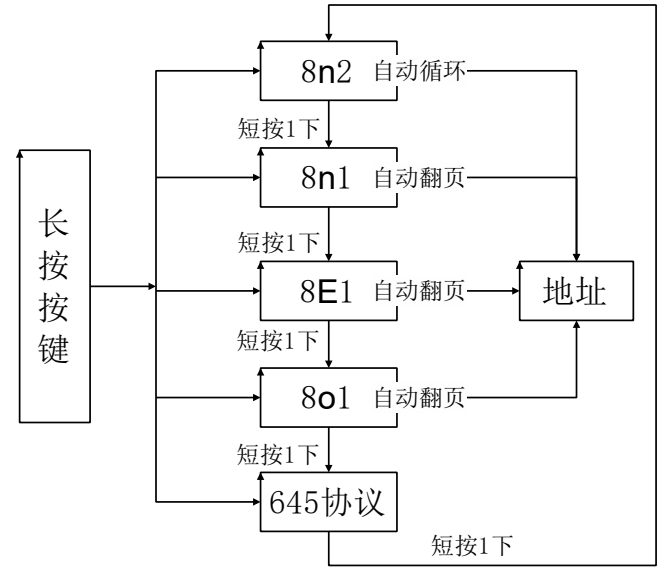 长按按键
8n2
自动循环
短按1下
8n1
自动翻页
短按1下
8E1
自动翻页
地址
短按1下
8o1
自动翻页
短按1下
645协议
短按1下